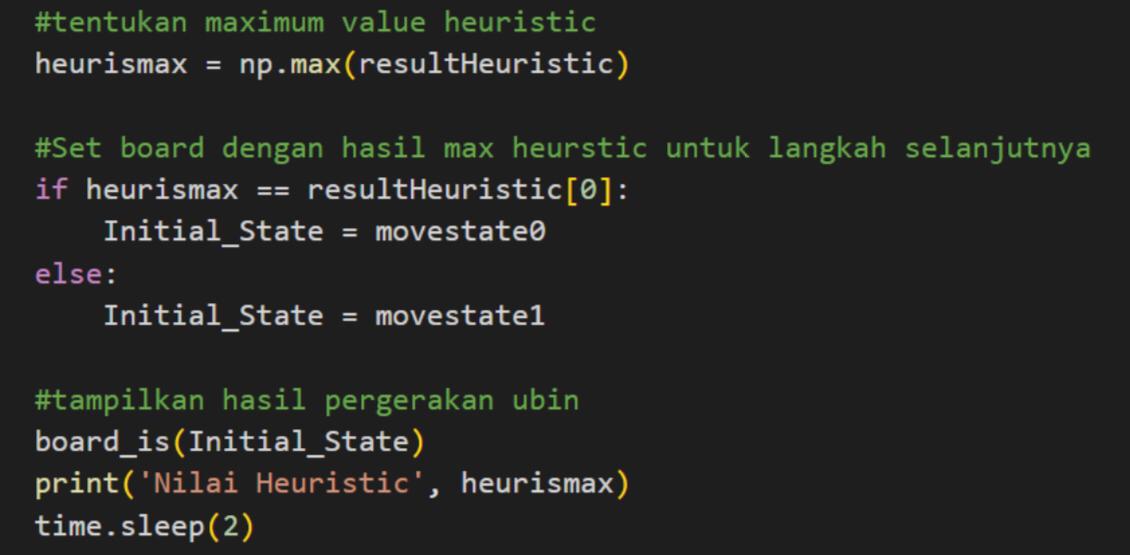 #tentukan maximum value heuristic
heurismax = np.max(resultHeuristic)
#Set board dengan hasil max heurstic untuk langkah selanjutnya
if heurismax == resultHeuristic[0]:
    Initial_State = movestate0
else:
    Initial_State = movestate1
#tampilkan hasil pergerakan ubin
board_is(Initial_State)
print('Nilai Heuristic', heurismax)
time.sleep(2)